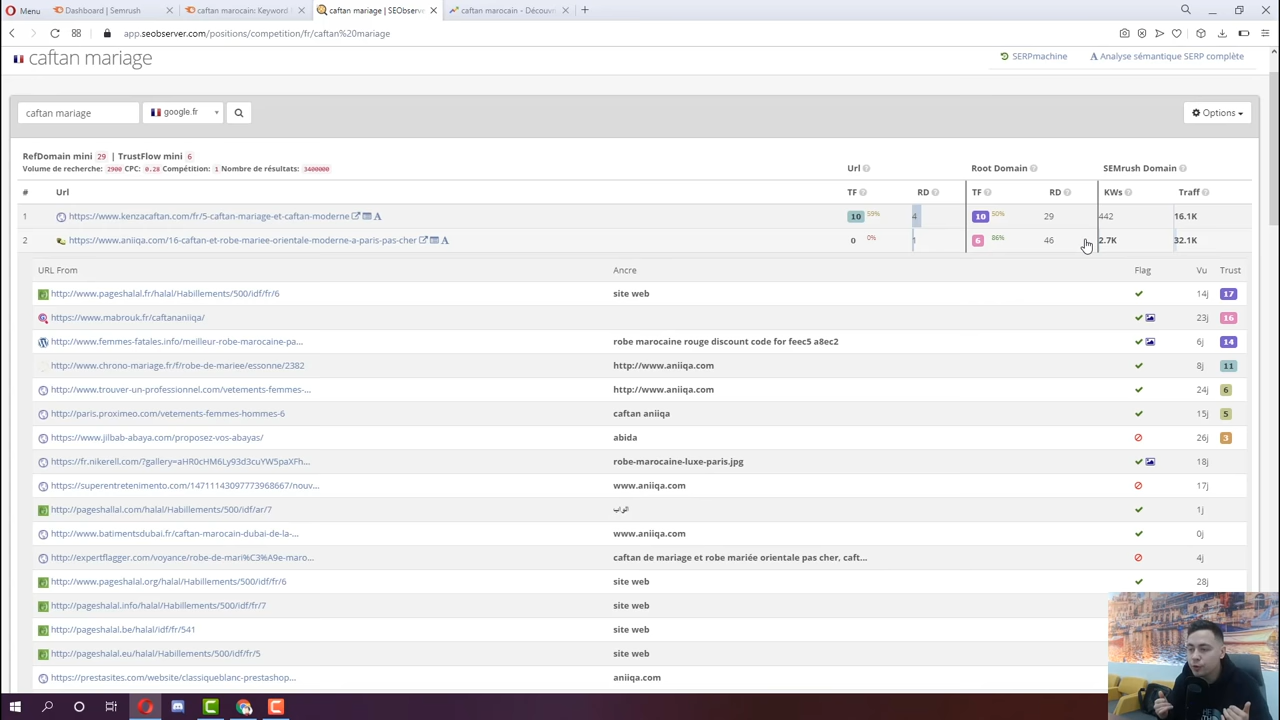 Menu
Dashboard | Semrush
caftan marocain: Keyword
caftan mariage | SEObserver
caftan marocain - Découv
app.seobserver.com/positions/competition/fr/caftan%20mariage
caftan mariage
SERPmachine
Analyse sémantique SERP complète
caftan mariage
google.fr
Options
RefDomain mini 29 | TrustFlow mini 6
Volume de recherche: 2900 CPC: 0.28 Compétition: 1 Nombre de résultats: 3400000
Url
Root Domain
SEMrush Domain
# Url TF RD TF RD KWs Traff
1 https://www.kenzacaftan.com/fr/5-caftan-mariage-et-caftan-moderne 10 59% 4 10 50% 29 442 16.1K
2 https://www.aniiqa.com/16-caftan-et-robe-mariee-orientale-moderne-a-paris-pas-cher 0 0% 1 6 86% 46 2.7K 32.1K
URL From Ancre Flag Vu Trust
http://www.pageshalal.fr/halal/Habillements/500/idf/fr/6 site web 14j 17
http://www.mabrouk.fr/caftananiiqa/ 23j 16
http://www.femmes-fatales.info/meilleur-robe-marocaine-pa... robe marocaine rouge discount code for feec5 a8ec2 6j 14
http://www.chrono-mariage.fr/f/robe-de-mariee/essonne/2382 http://www.aniiqa.com 8j 11
http://www.trouver-un-professionnel.com/vetements-femmes-... http://www.aniiqa.com 24j 6
http://paris.proximeo.com/vetements-femmes-hommes-6 caftan aniiqa 15j 5
https://www.jilbab-abaya.com/proposez-vos-abayas/ abida 26j 3
https://fr.nikerell.com/?gallery=aHR0cHM6Ly93d3cuYW5paXFh... robe-marocaine-luxe-paris.jpg 18j
https://superentretenimento.com/14711143097773968667/nouv... www.aniiqa.com 17j
http://pageshallal.com/halal/Habillements/500/idf/ar/7 الواب 1j
http://www.batimentsdubai.fr/caftan-marocain-dubai-de-la-... www.aniiqa.com 0j
http://expertflagger.com/voyance/robe-de-mari%C3%A9e-maro... caftan de mariage et robe mariée orientale pas cher, caft... 4j
http://www.pageshalal.org/halal/Habillements/500/idf/fr/6 site web 28j
http://pageshalal.info/halal/Habillements/500/idf/fr/7 site web
http://pageshalal.be/halal/idf/fr/541 site web
http://pageshalal.eu/halal/Habillements/500/idf/fr/5 site web
https://prestasites.com/website/classiqueblanc-prestashop... aniiqa.com